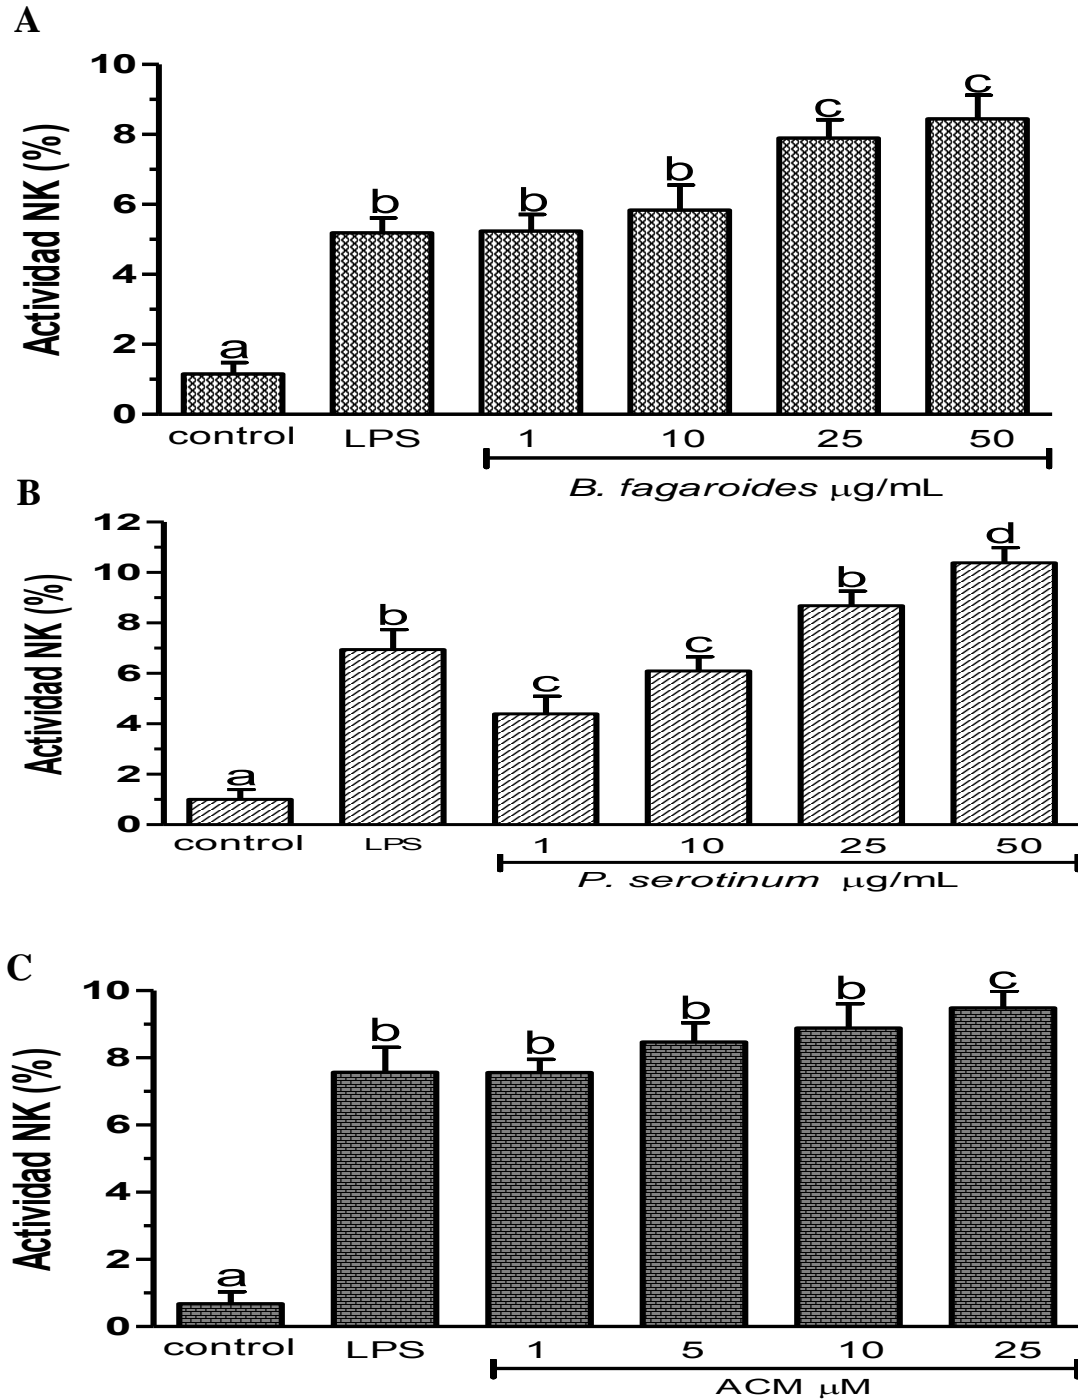 A
Actividad NK (%)
10
8
6
4
2
0
a
b
b
b
c
c
control LPS 1 10 25 50
B. fagaroides μg/mL
B
Actividad NK (%)
12
10
8
6
4
2
0
a
b
c
c
b
d
control LPS 1 10 25 50
P. serotinum μg/mL
C
Actividad NK (%)
10
8
6
4
2
0
a
b
b
b
b
c
control LPS 1 5 10 25
ACM μM